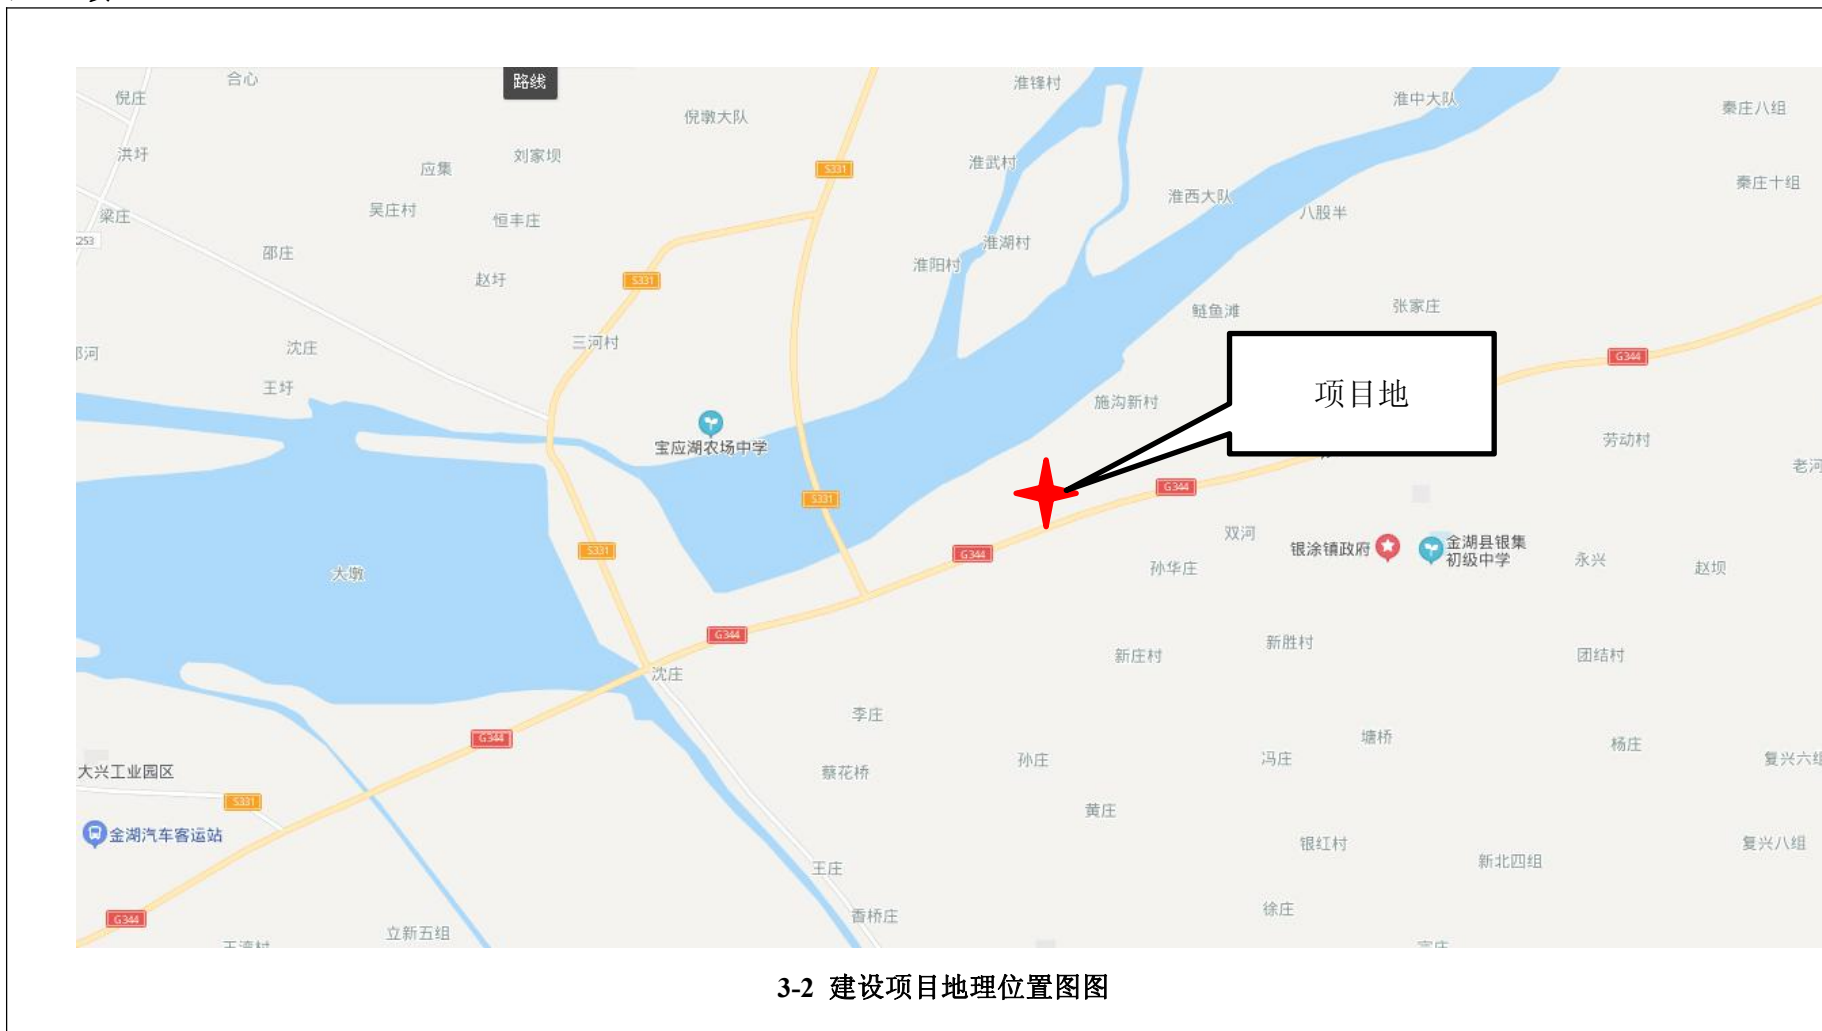 合心
路线
淮锋村
倪庄
淮中大队
秦庄八组
倪墩大队
洪圩
刘家坝
应集
S331
淮武村
秦庄十组
梁庄
吴庄村
恒丰庄
淮西大队
八股半
253
邵庄
淮湖村
淮阳村
赵圩
S331
鲢鱼滩
张家庄
三河村
沈庄
G344
王圩
项目地
施沟新村
宝应湖农场中学
劳动村
老河
S331
G344
双河
银涂镇政府
金湖县银集
初级中学
S331
G344
孙华庄
永兴
赵坝
大墩
G344
新胜村
新庄村
团结村
沈庄
李庄
G344
塘桥
杨庄
孙庄
冯庄
复兴六组
大兴工业园区
蔡花桥
S331
黄庄
金湖汽车客运站
银红村
复兴八组
新北四组
王庄
G344
香桥庄
徐庄
立新五组
3-2 建设项目地理位置图图